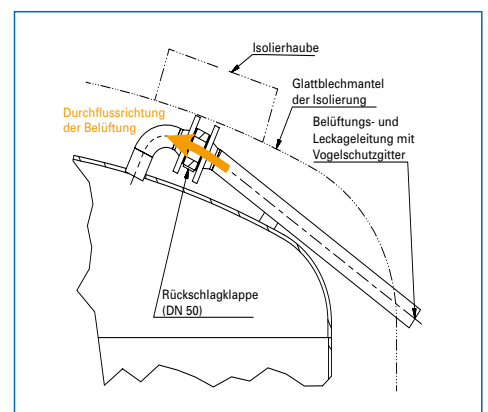 Isolierhaube
Glattblechmantel
der Isolierung
Belüftungs- und
Leckageleitung mit
Vogelschutzgitter
Durchflussrichtung
der Belüftung
Rückschlagklappe
(DN 50)